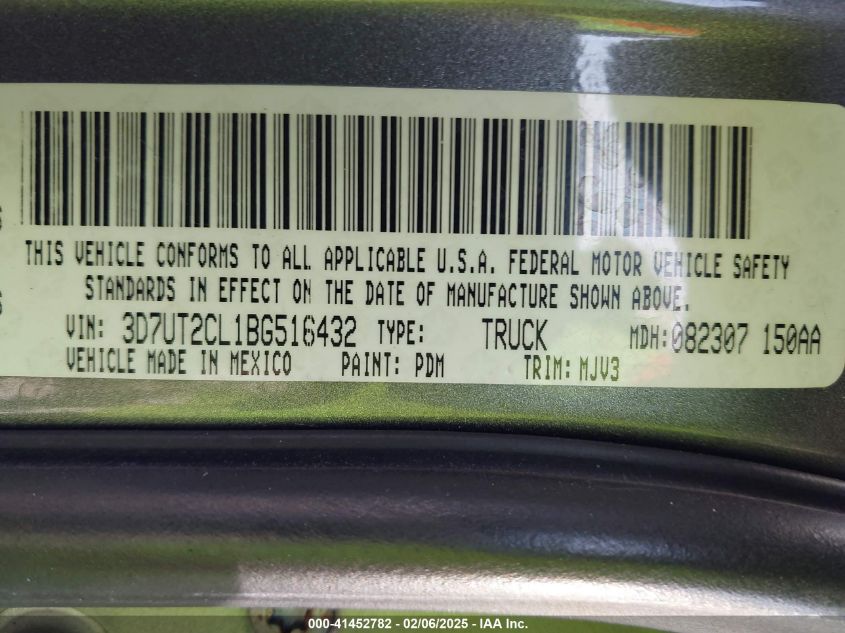 THIS VEHICLE CONFORMS TO ALL APPLICABLE U.S.A. FEDERAL MOTOR VEHICLE SAFETY
STANDARDS IN EFFECT ON THE DATE OF MANUFACTURE SHOWN ABOVE.
VIN: 3D7UT2CL1BG516432 TYPE: TRUCK MDH: 082307 150AA
VEHICLE MADE IN MEXICO PAINT: PDM TRIM: MJV3
000-41452782 - 02/06/2025 - IAA Inc.